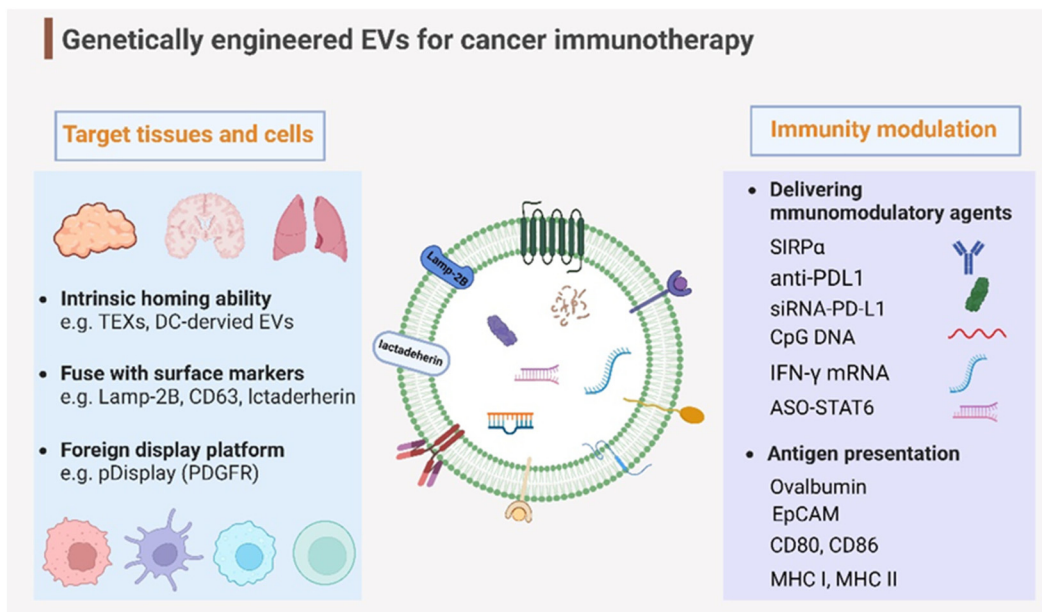 Genetically engineered EVs for cancer immunotherapy
Target tissues and cells
• Intrinsic homing ability
e.g. TEXs, DC-dervied EVs
• Fuse with surface markers
e.g. Lamp-2B, CD63, lctaderherin
• Foreign display platform
e.g. pDisplay (PDGFR)
Lamp-2B
lactadeherin
Immunity modulation
• Delivering
mmunomodulatory agents
SIRPα
anti-PDL1
siRNA-PD-L1
CpG DNA
IFN-γ mRNA
ASO-STAT6
• Antigen presentation
Ovalbumin
EpCAM
CD80, CD86
MHC I, MHC II